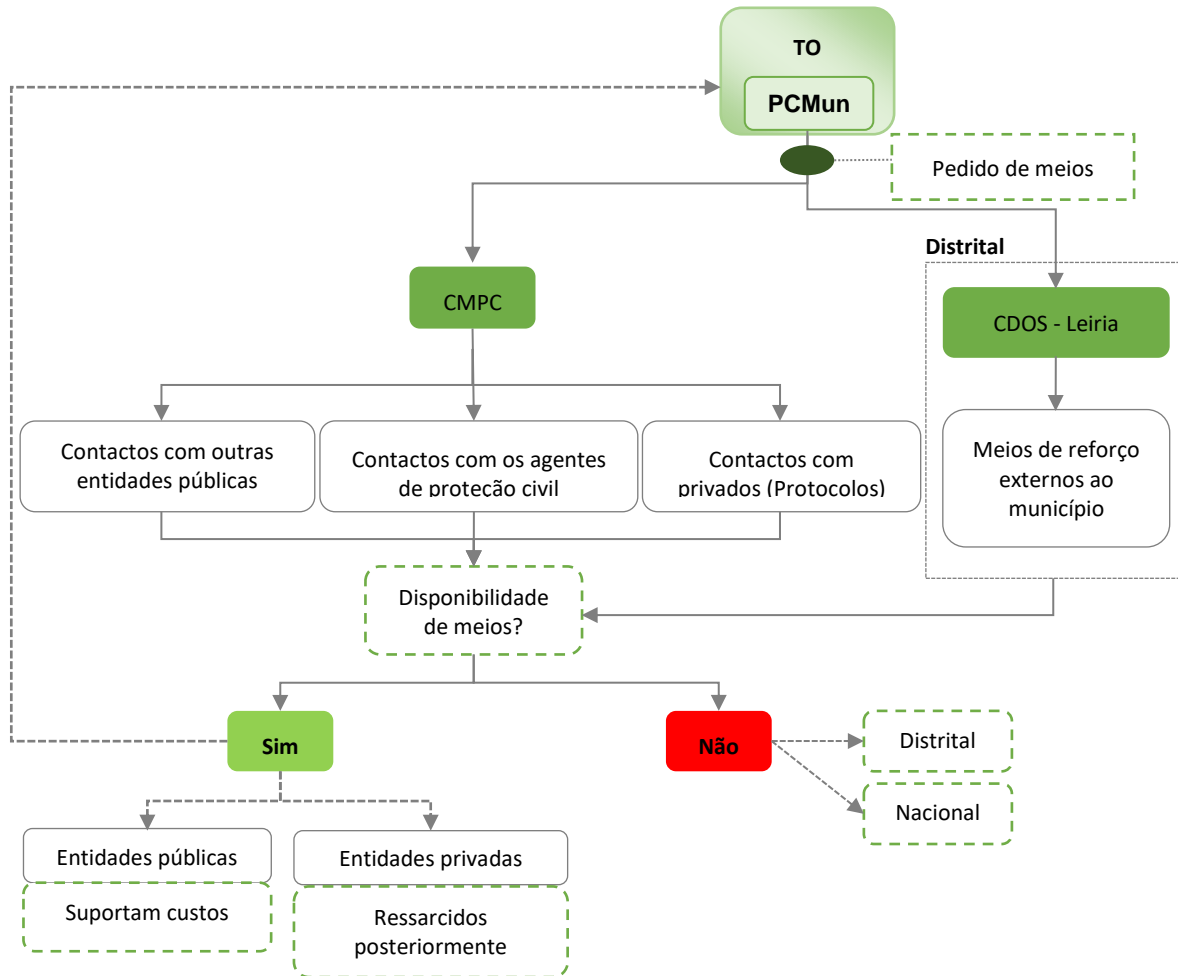 TO
PCMun
Pedido de meios
Distrital
CMPC
CDOS - Leiria
Contactos com outras
entidades públicas
Contactos com os agentes
de proteção civil
Contactos com
privados (Protocolos)
Meios de reforço
externos ao
município
Disponibilidade
de meios?
Sim
Não
Distrital
Nacional
Entidades públicas
Suportam custos
Entidades privadas
Ressarcidos
posteriormente